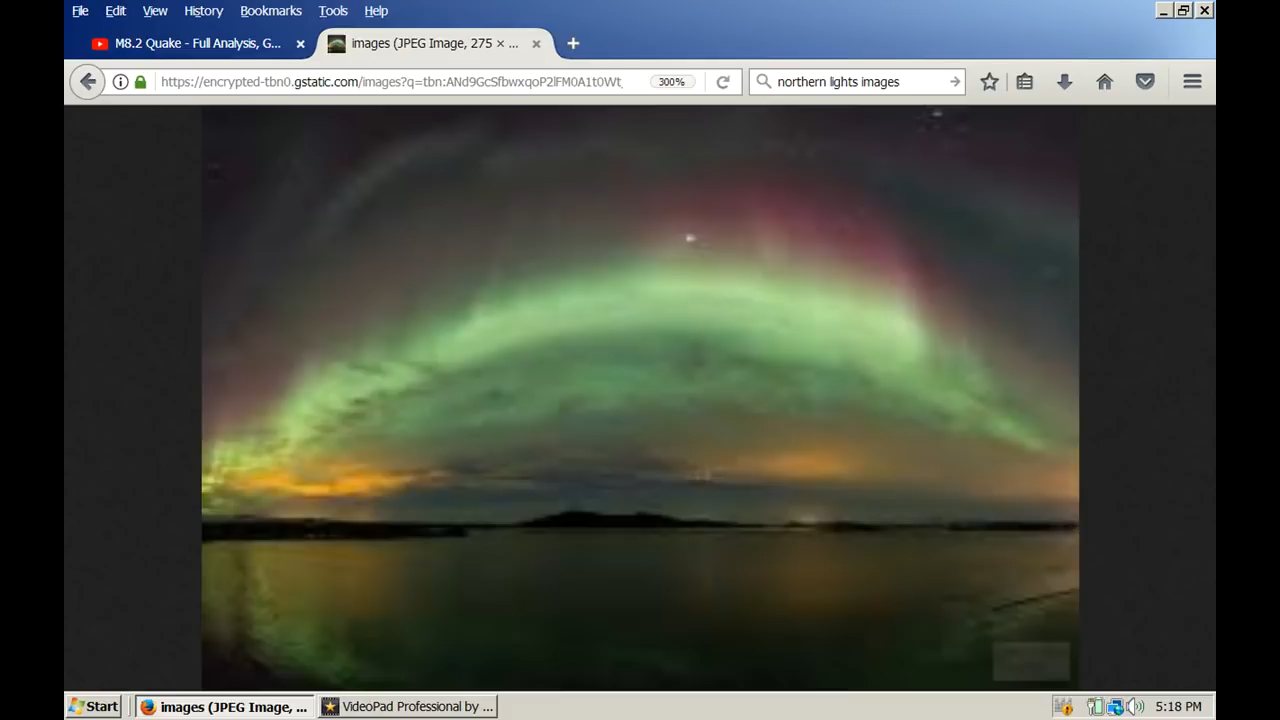 File Edit View History Bookmarks Tools Help
M8.2 Quake - Full Analysis, G... images (JPEG Image, 275 × ...
https://encrypted-tbn0.gstatic.com/images?q=tbn:ANd9GcSfbwxqoP2lFM0A1t0Wt 300% northern lights images
Start images (JPEG Image, ... VideoPad Professional by ... 5:18 PM